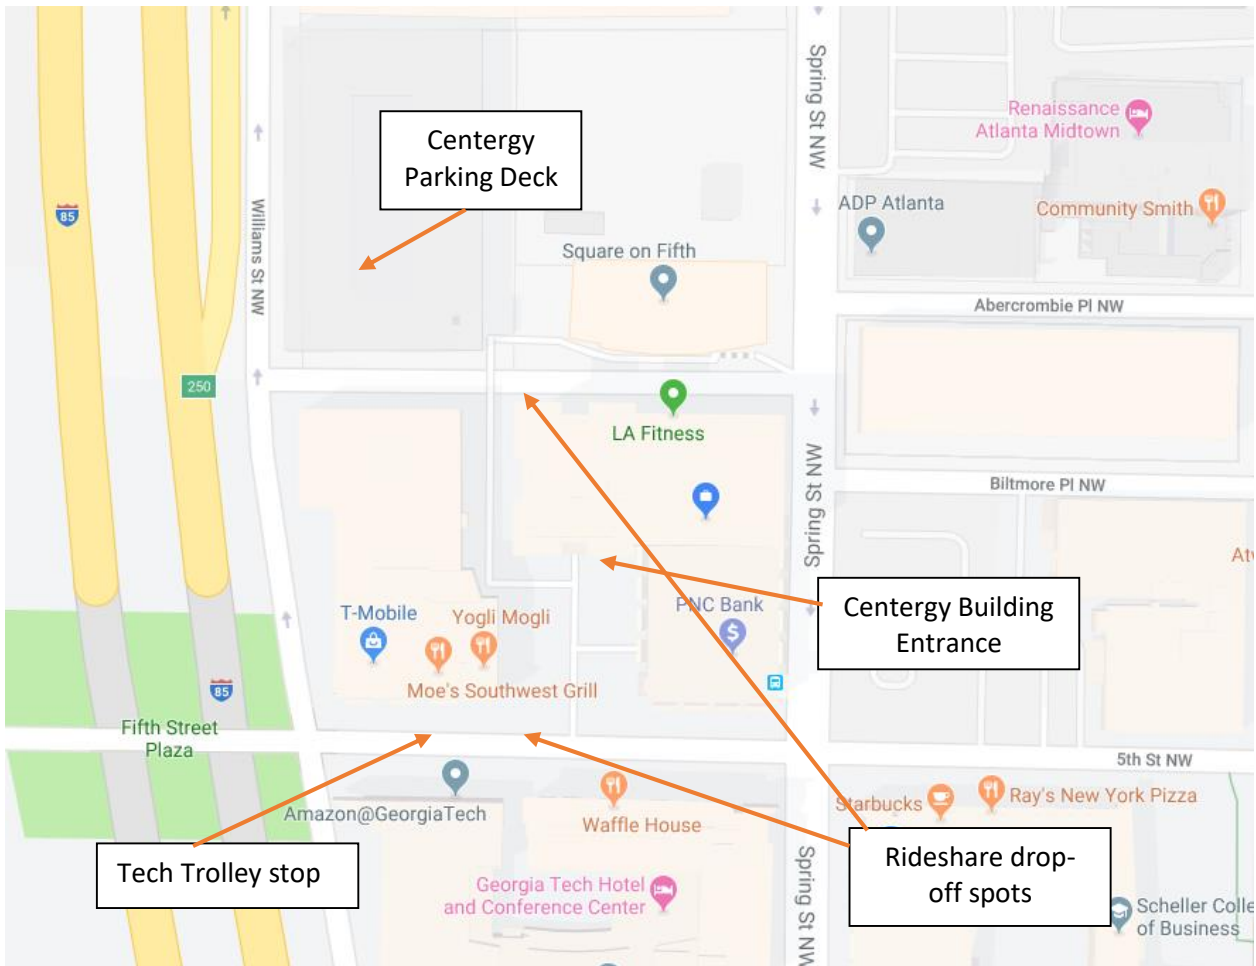 Spring St NW
Renaissance
Atlanta Midtown
Centergy
Parking Deck
85
Williams St NW
ADP Atlanta
Community Smith
Square on Fifth
Abercrombie Pl NW
250
LA Fitness
Spring St NW
Biltmore Pl NW
T-Mobile
Yogli Mogli
PNC Bank
$
Centergy Building
Entrance
Moe's Southwest Grill
85
Fifth Street
Plaza
5th St NW
Amazon@GeorgiaTech
Waffle House
Starbucks
Ray's New York Pizza
Tech Trolley stop
Georgia Tech Hotel
and Conference Center
Spring St NW
Rideshare drop-
off spots
Scheller Colle
of Business